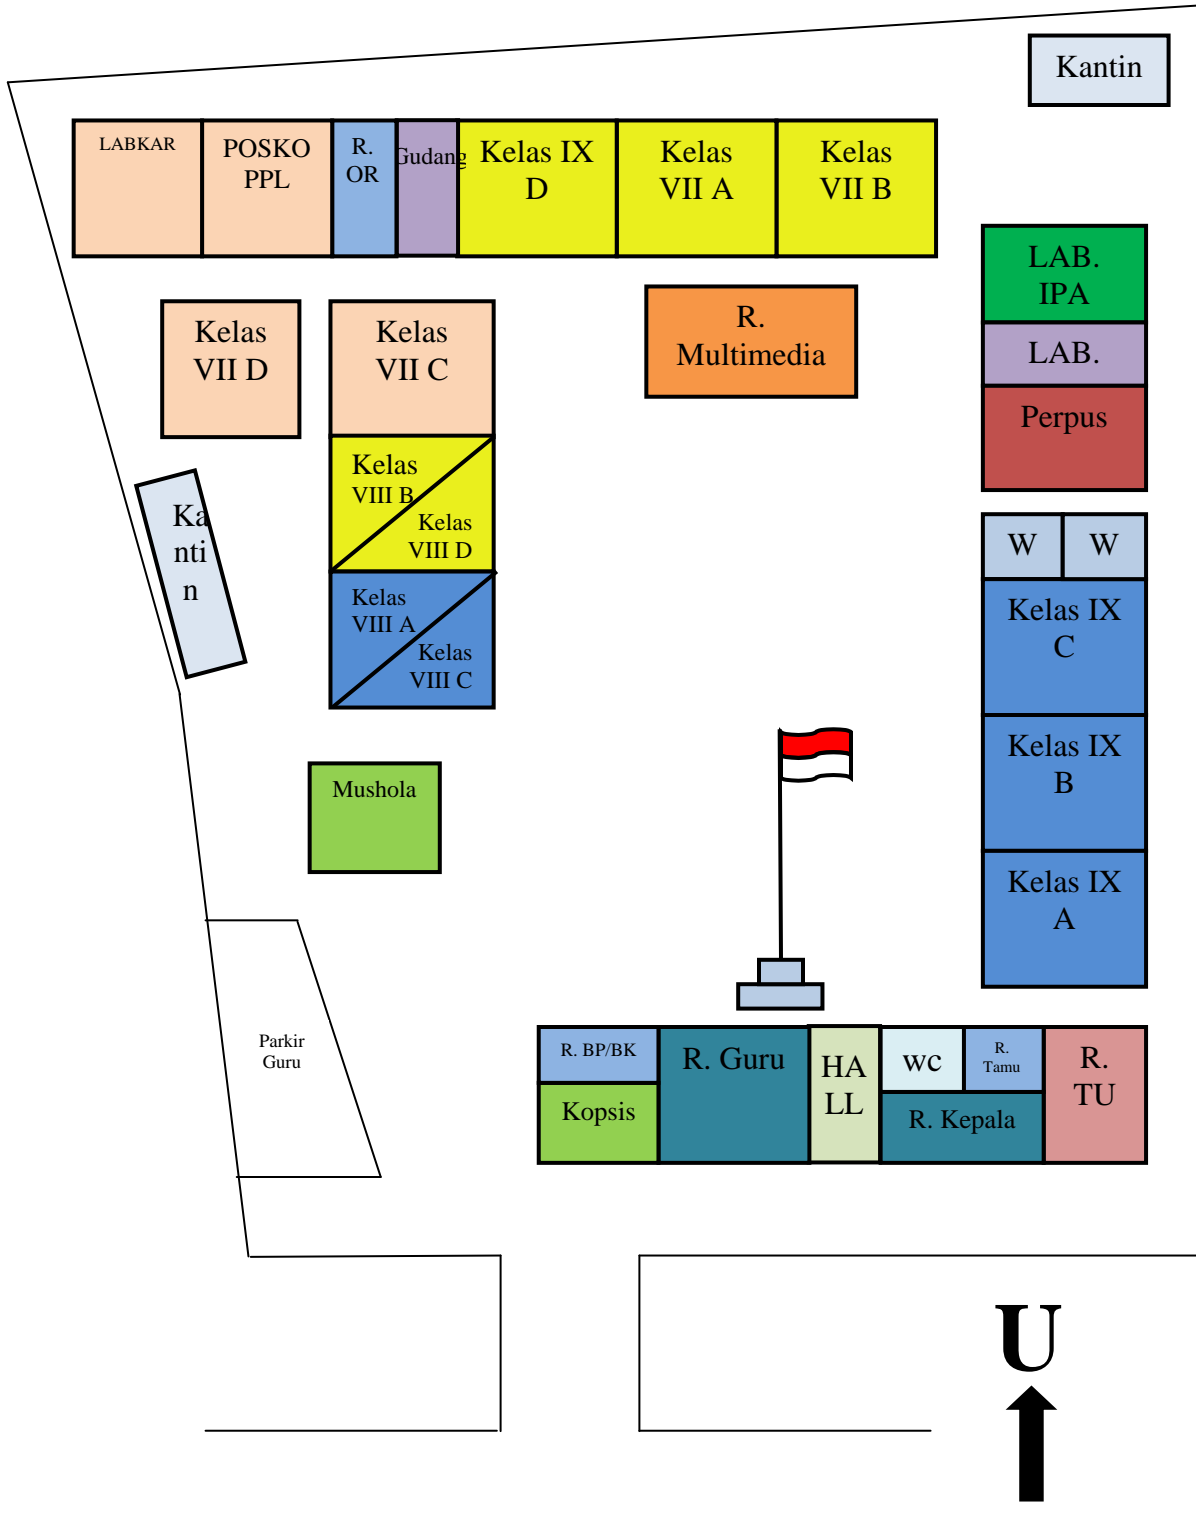 Kantin
LABKAR
POSKO
PPL
R.
OR
Gudang
Kelas IX
D
Kelas
VII A
Kelas
VII B
LAB.
IPA
LAB.
Perpus
Kelas
VII D
Kelas
VII C
R.
Multimedia
Kelas
VIII B
Kelas
VIII D
Kelas
VIII A
Kelas
VIII C
Ka
nti
n
W
W
Kelas IX
C
Kelas IX
B
Kelas IX
A
Mushola
Parkir
Guru
R. BP/BK
Kopsis
R. Guru
HA
LL
wc
R.
Tamu
R. Kepala
R.
TU
U